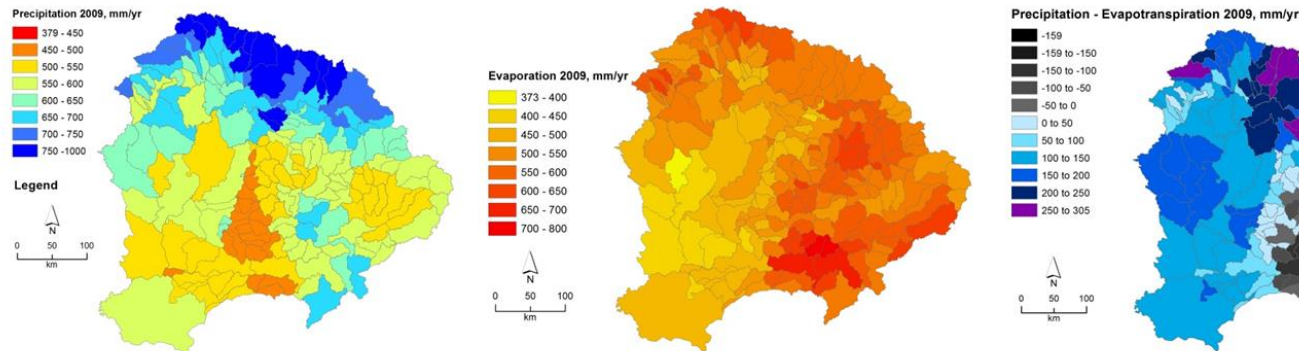 Precipitation 2009, mm/yr
379 - 450
450 - 500
500 - 550
550 - 600
600 - 650
650 - 700
700 - 750
750 -1000
Legend
N
0 50 100
km
Evaporation 2009, mm/yr
373 - 400
400 - 450
450 - 500
500 - 550
550 - 600
600 - 650
650 - 700
700 - 800
N
0 50 100
km
Precipitation - Evapotranspiration 2009, mm/yr
-159
-159 to -150
-150 to -100
-100 to -50
-50 to 0
0 to 50
50 to 100
100 to 150
150 to 200
200 to 250
250 to 305
N
0 50 100
km